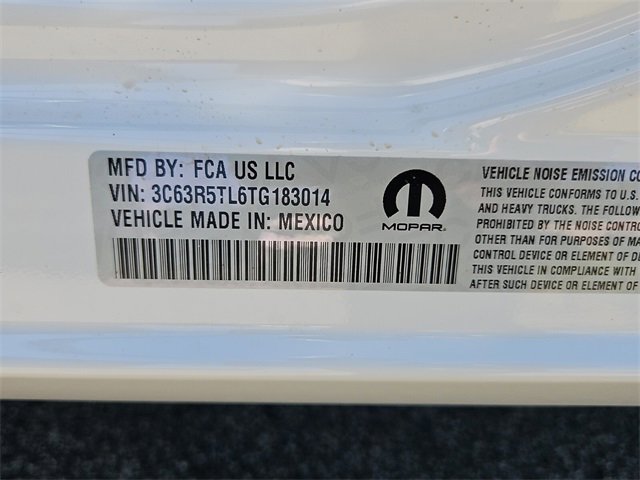 MFD BY: FCA US LLC
VIN: 3C63R5TL6TG183014
VEHICLE MADE IN: MEXICO
MOPAR
VEHICLE NOISE EMISSION
THIS VEHICLE CONFORMS TO U.S.
AND HEAVY TRUCKS. THE FOLLOW
PROHIBITED BY THE NOISE CONTR
OTHER THAN FOR PURPOSES OF MA
CONTROL DEVICE OR ELEMENT OF DE
THIS VEHICLE IN COMPLIANCE WITH
AFTER SUCH DEVICE OR ELEMENT OF